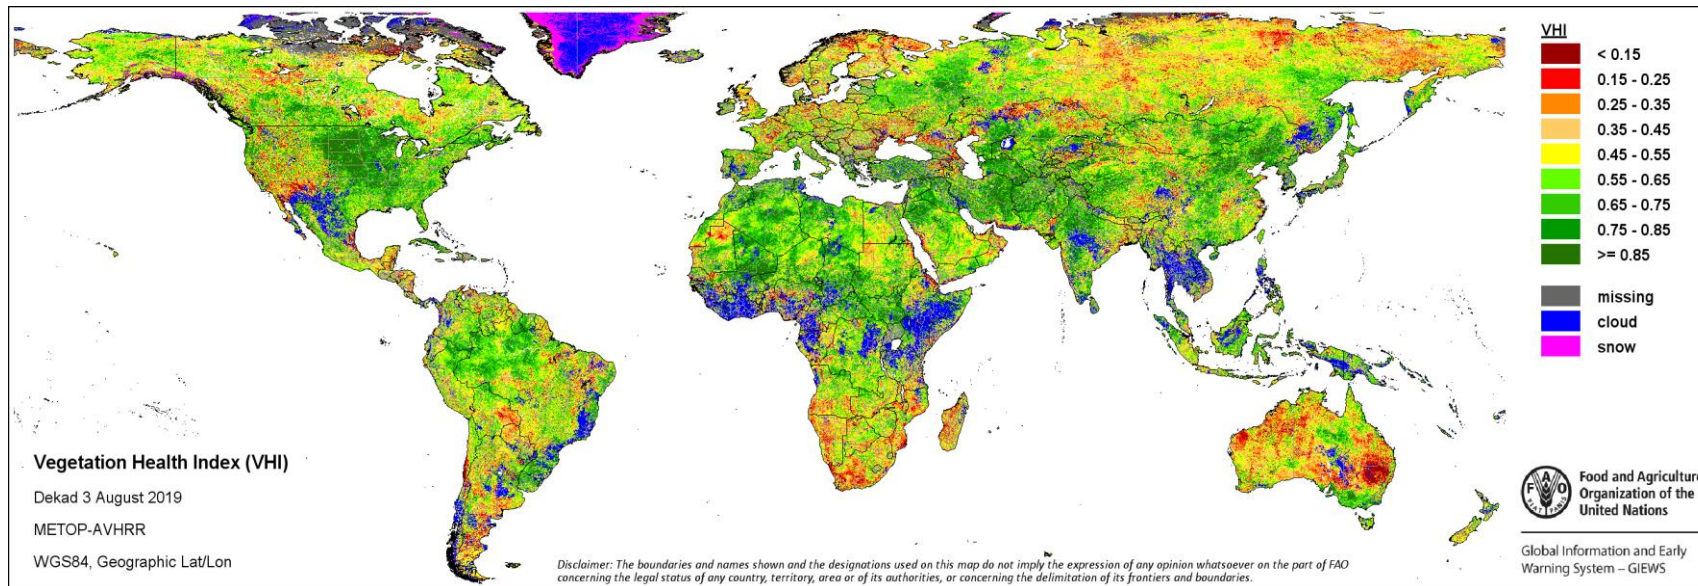 VHI
< 0.15
0.15 - 0.25
0.25 - 0.35
0.35 - 0.45
0.45 - 0.55
0.55 - 0.65
0.65 - 0.75
0.75 - 0.85
>= 0.85
missing
cloud
snow
Vegetation Health Index (VHI)
Dekad 3 August 2019
METOP-AVHRR
WGS84, Geographic Lat/Lon
Disclaimer: The boundaries and names shown and the designations used on this map do not imply the expression of any opinion whatsoever on the part of FAO
concerning the legal status of any country, territory, area or of its authorities, or concerning the delimitation of its frontiers and boundaries.
FAO
FIAT PANIS
Food and Agriculture
Organization of the
United Nations
Global Information and Early
Warning System – GIEWS